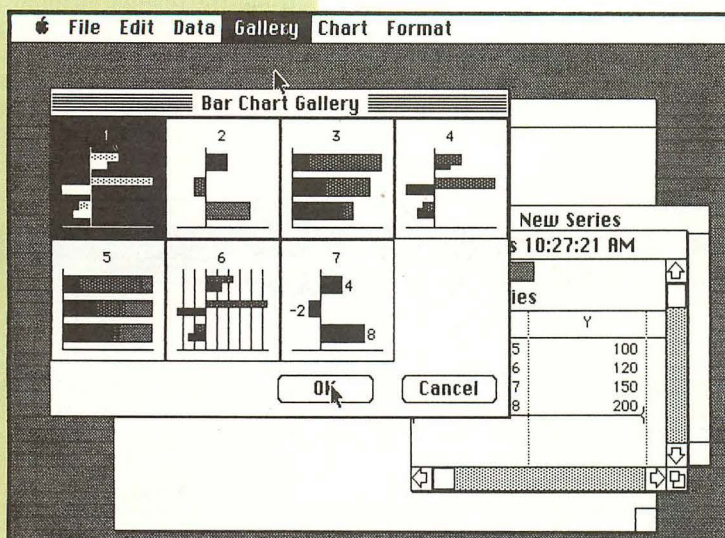 File Edit Data Gallery Chart Format
Bar Chart Gallery
1 2 3 4
5 6 7
4
-2
8
OK Cancel
New Series
s 10:27:21 AM
ies
Y
5 100
6 120
7 150
8 200